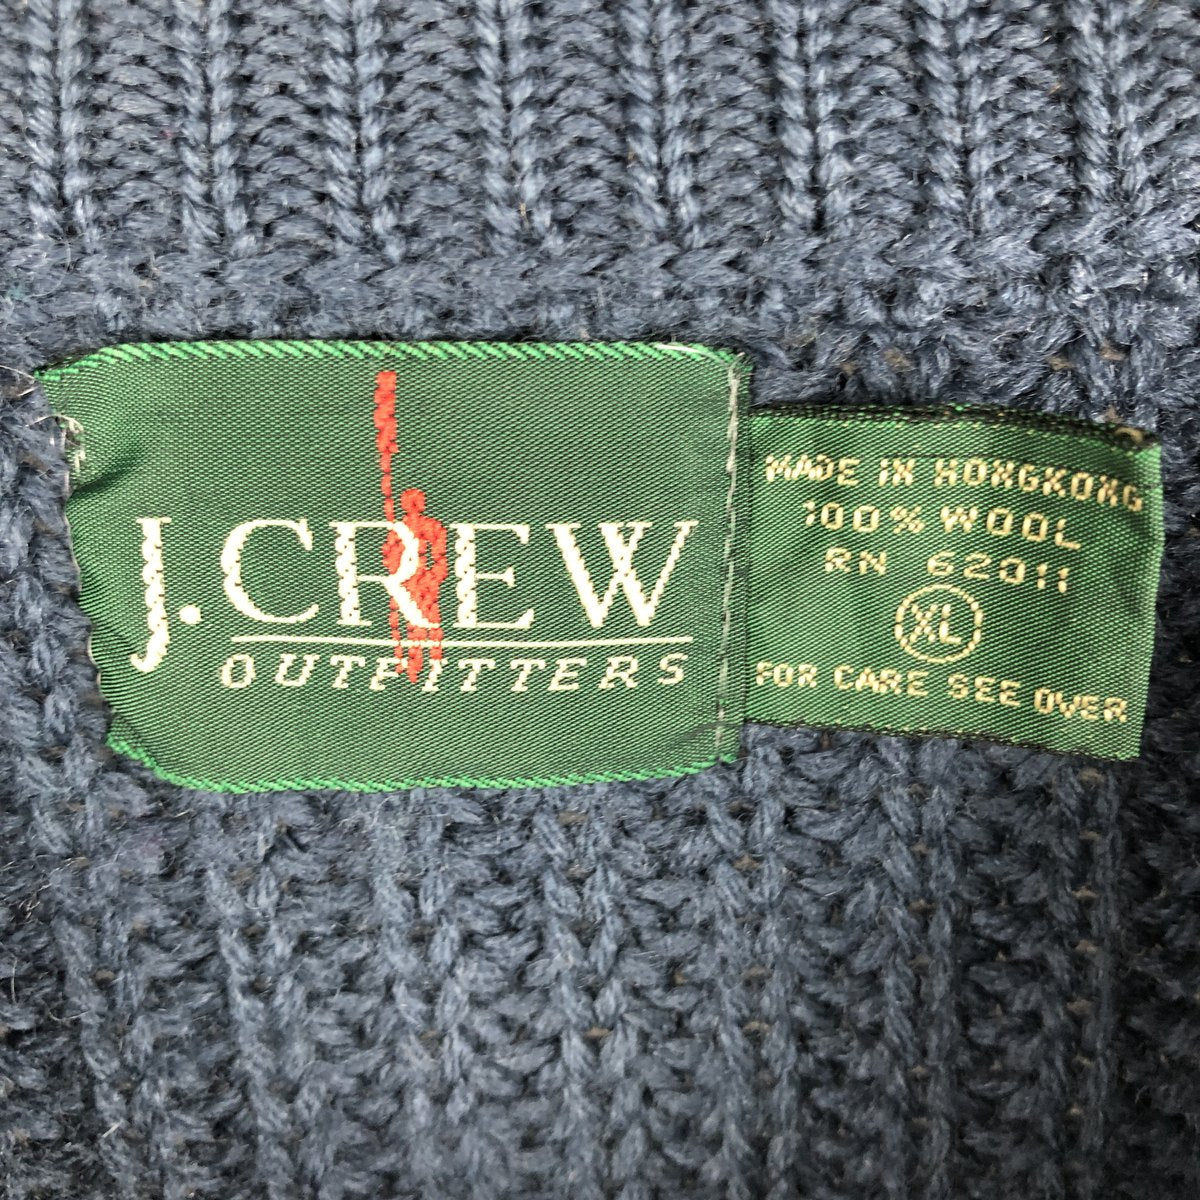 J.CREW
OUTFITTERS
MADE IN HONGKONG
100% WOOL
RN 62011
XL
FOR CARE SEE OVER